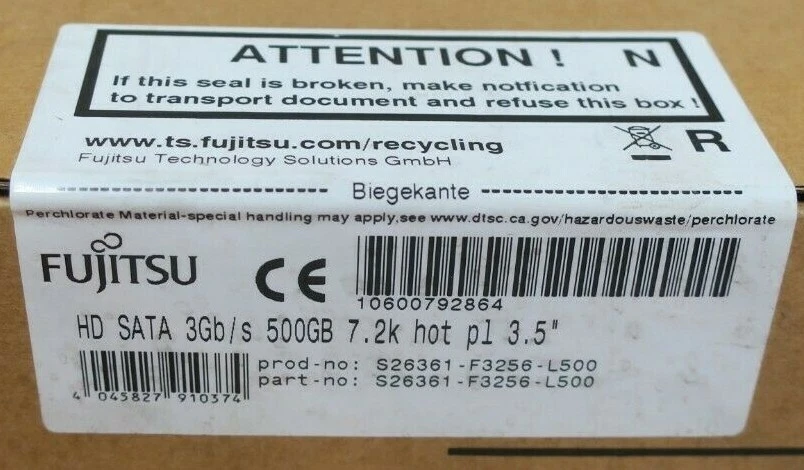 ATTENTION ! N
If this seal is broken, make notfication
to transport document and refuse this box !
www.ts.fujitsu.com/recycling R
Fujitsu Technology Solutions GmbH
Biegekante
Perchlorate Material-special handling may apply,see www.dtsc.ca.gov/hazardouswaste/perchlorate
FUJITSU CE
10600792864
HD SATA 3Gb/s 500GB 7.2k hot pl 3.5"
prod-no: S26361-F3256-L500
part-no: S26361-F3256-L500
4 045827 910374